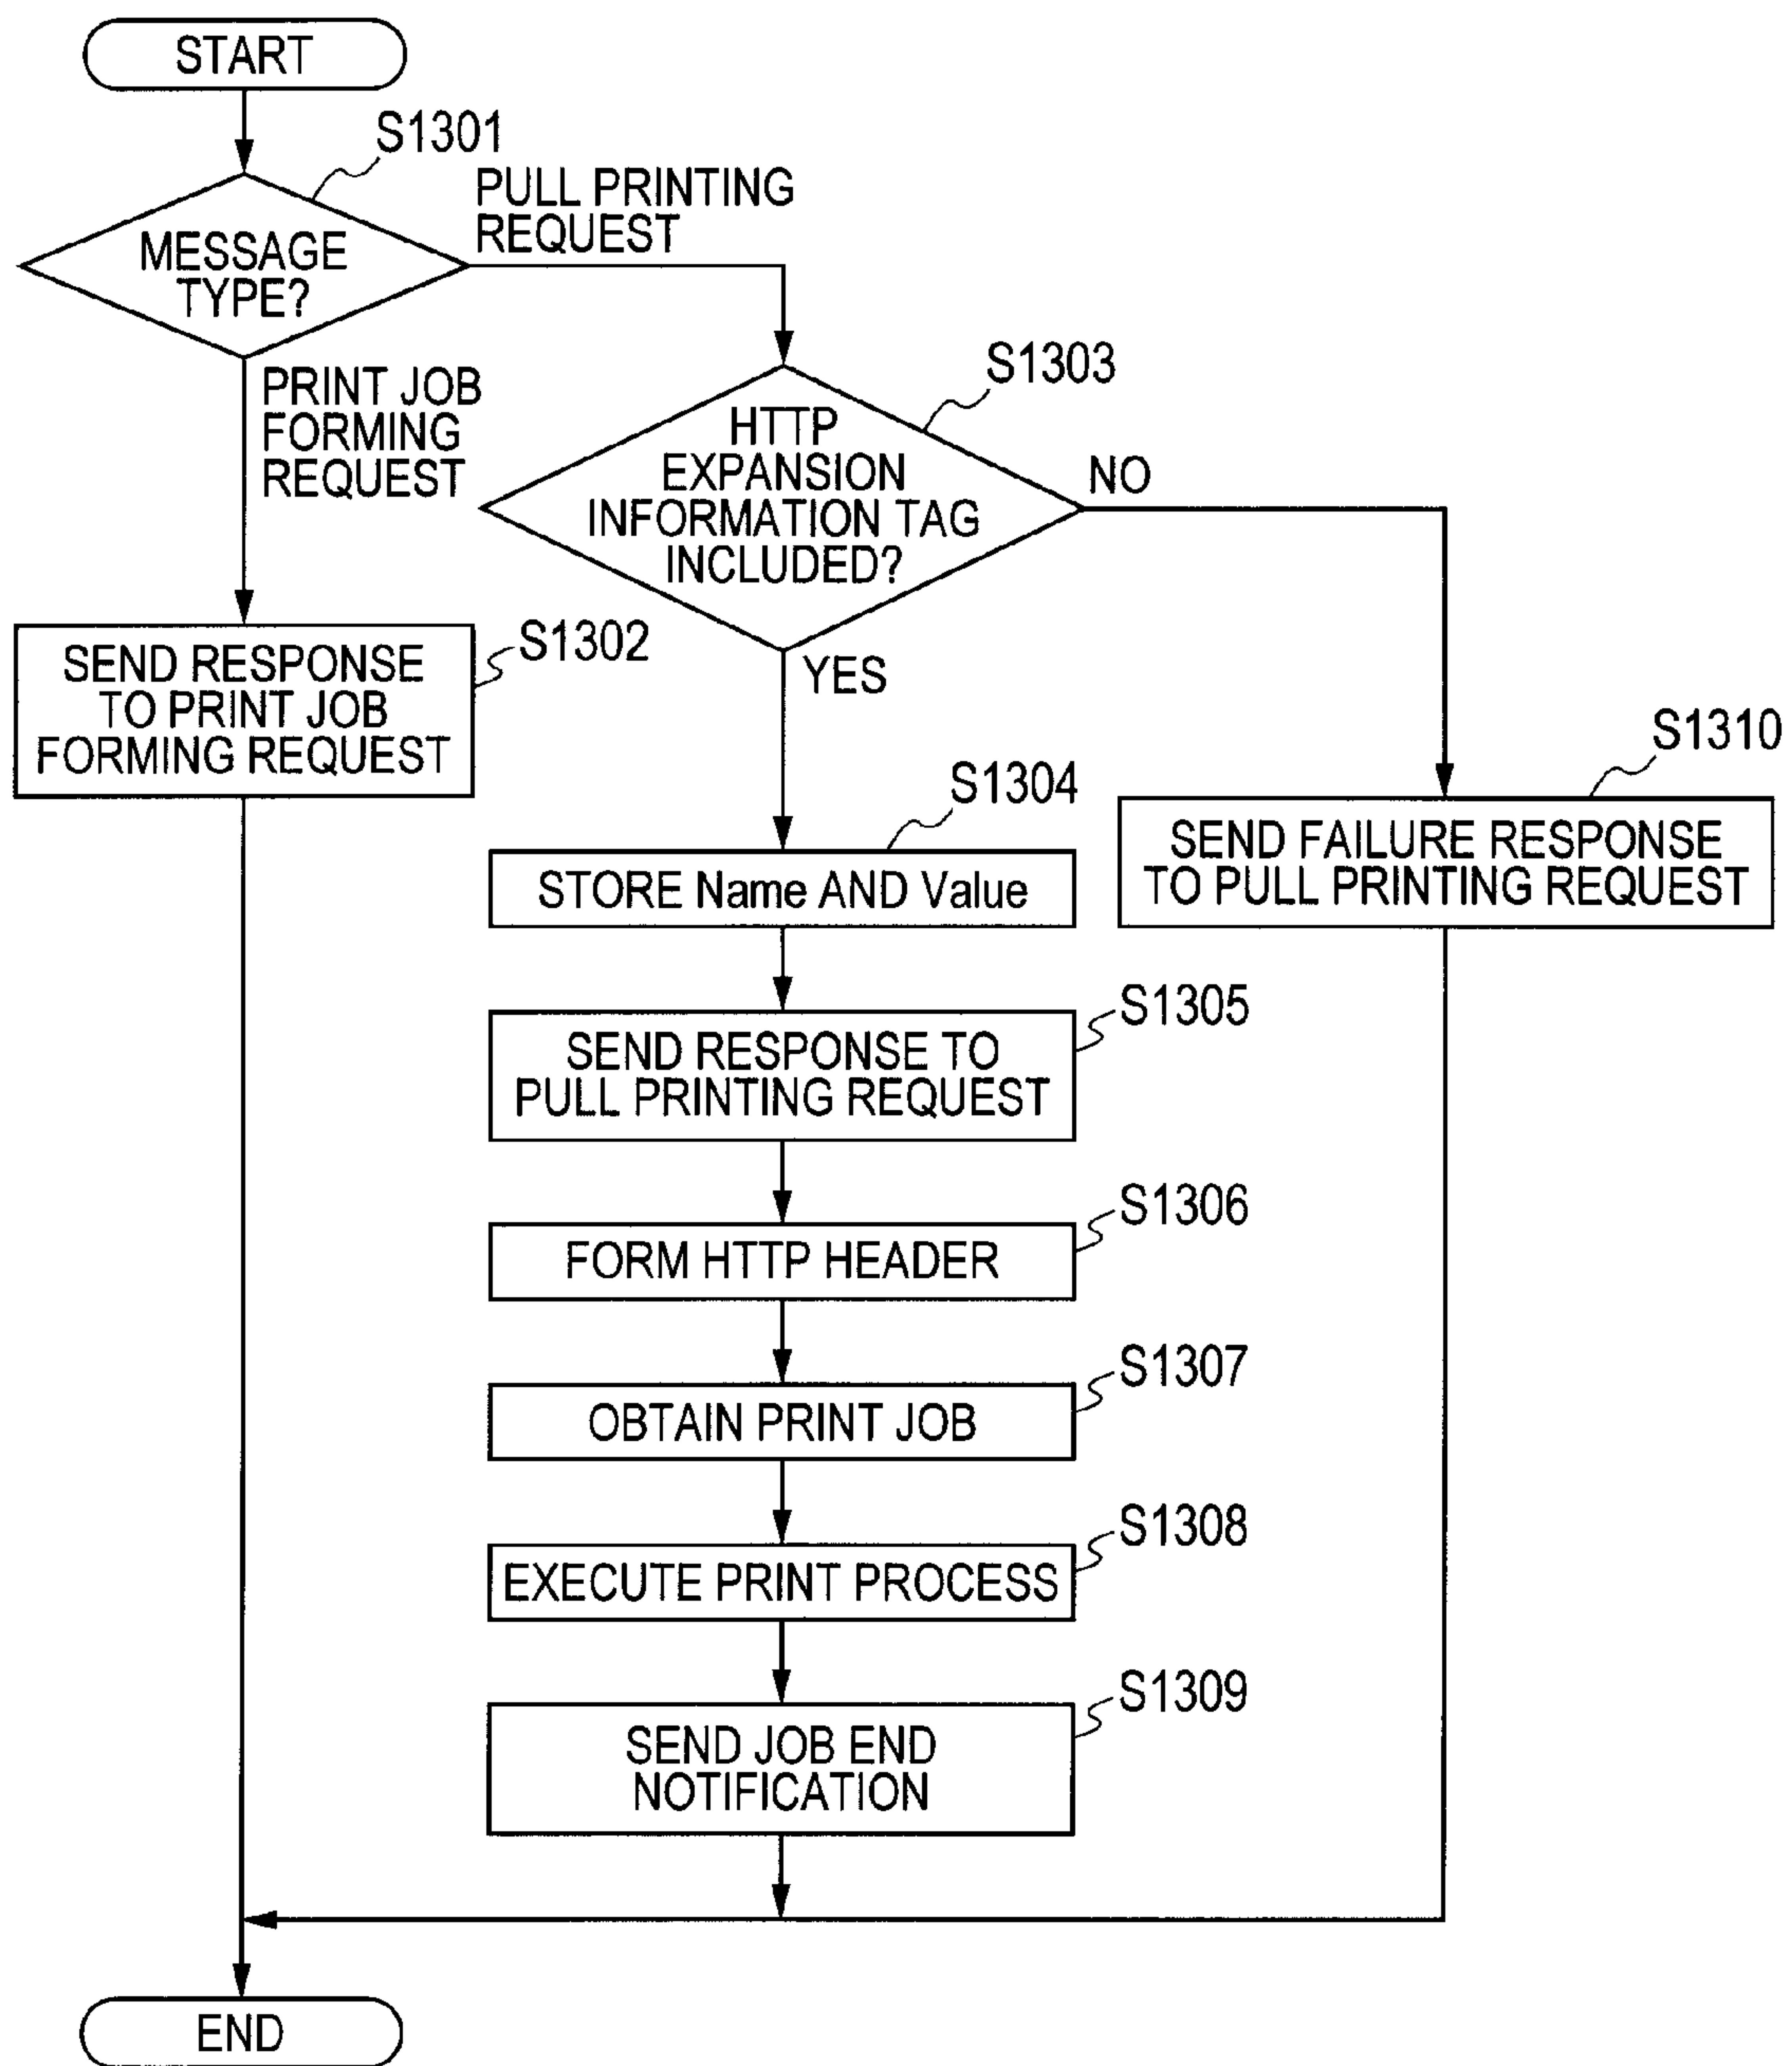 START
S1301
PULL PRINTING
REQUEST
MESSAGE
TYPE?
PRINT JOB
FORMING
REQUEST
S1303
HTTP
EXPANSION
INFORMATION TAG
INCLUDED?
NO
YES
S1302
SEND RESPONSE
TO PRINT JOB
FORMING REQUEST
S1310
SEND FAILURE RESPONSE
TO PULL PRINTING REQUEST
S1304
STORE Name AND Value
S1305
SEND RESPONSE TO
PULL PRINTING REQUEST
S1306
FORM HTTP HEADER
S1307
OBTAIN PRINT JOB
S1308
EXECUTE PRINT PROCESS
S1309
SEND JOB END
NOTIFICATION
END